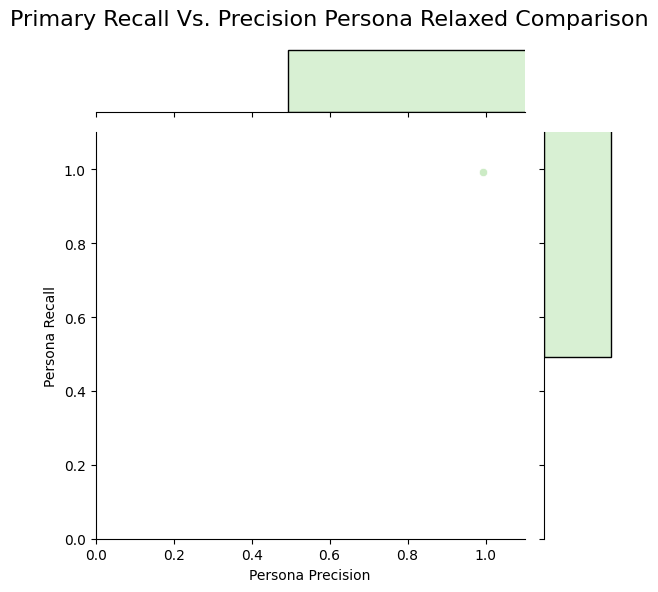 Primary Recall Vs. Precision Persona Relaxed Comparison
1.0
0.8
0.6
0.4
0.2
0.0
Persona Recall
0.0 0.2 0.4 0.6 0.8 1.0
Persona Precision